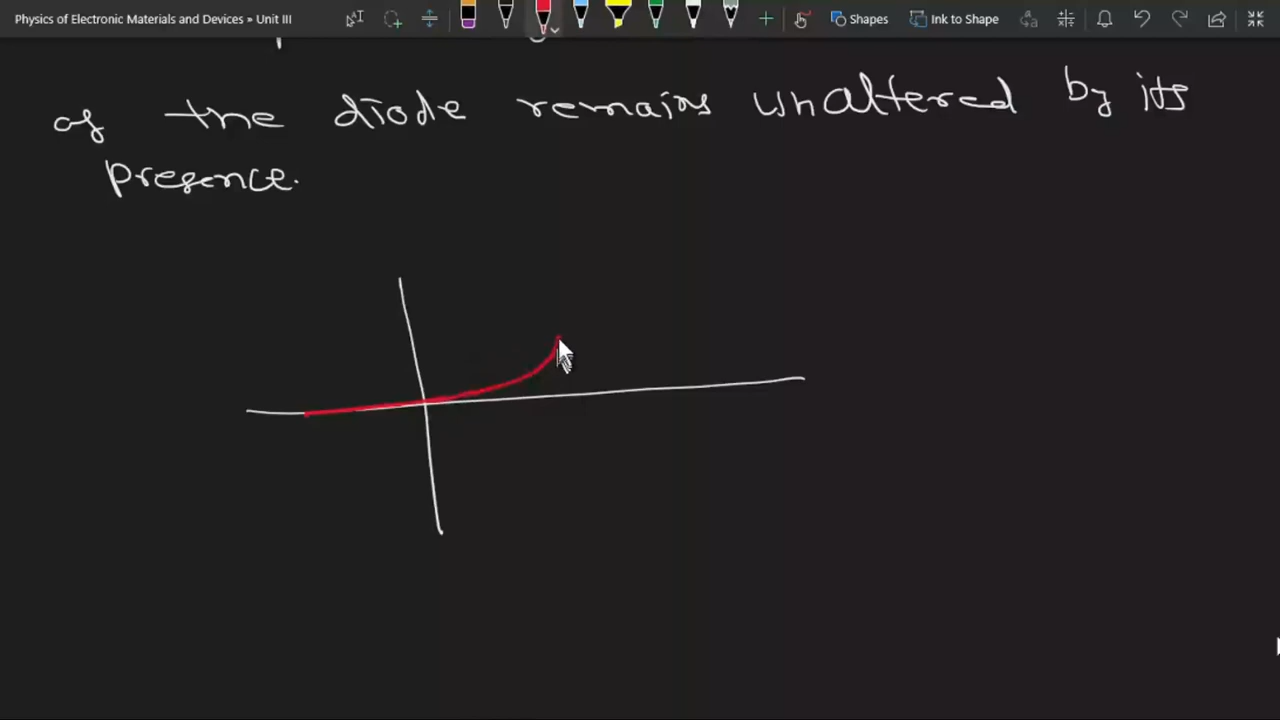 Physics of Electronic Materials and Devices » Unit III
Shapes
Ink to Shape
of the diode remains unaltered by its
presence.